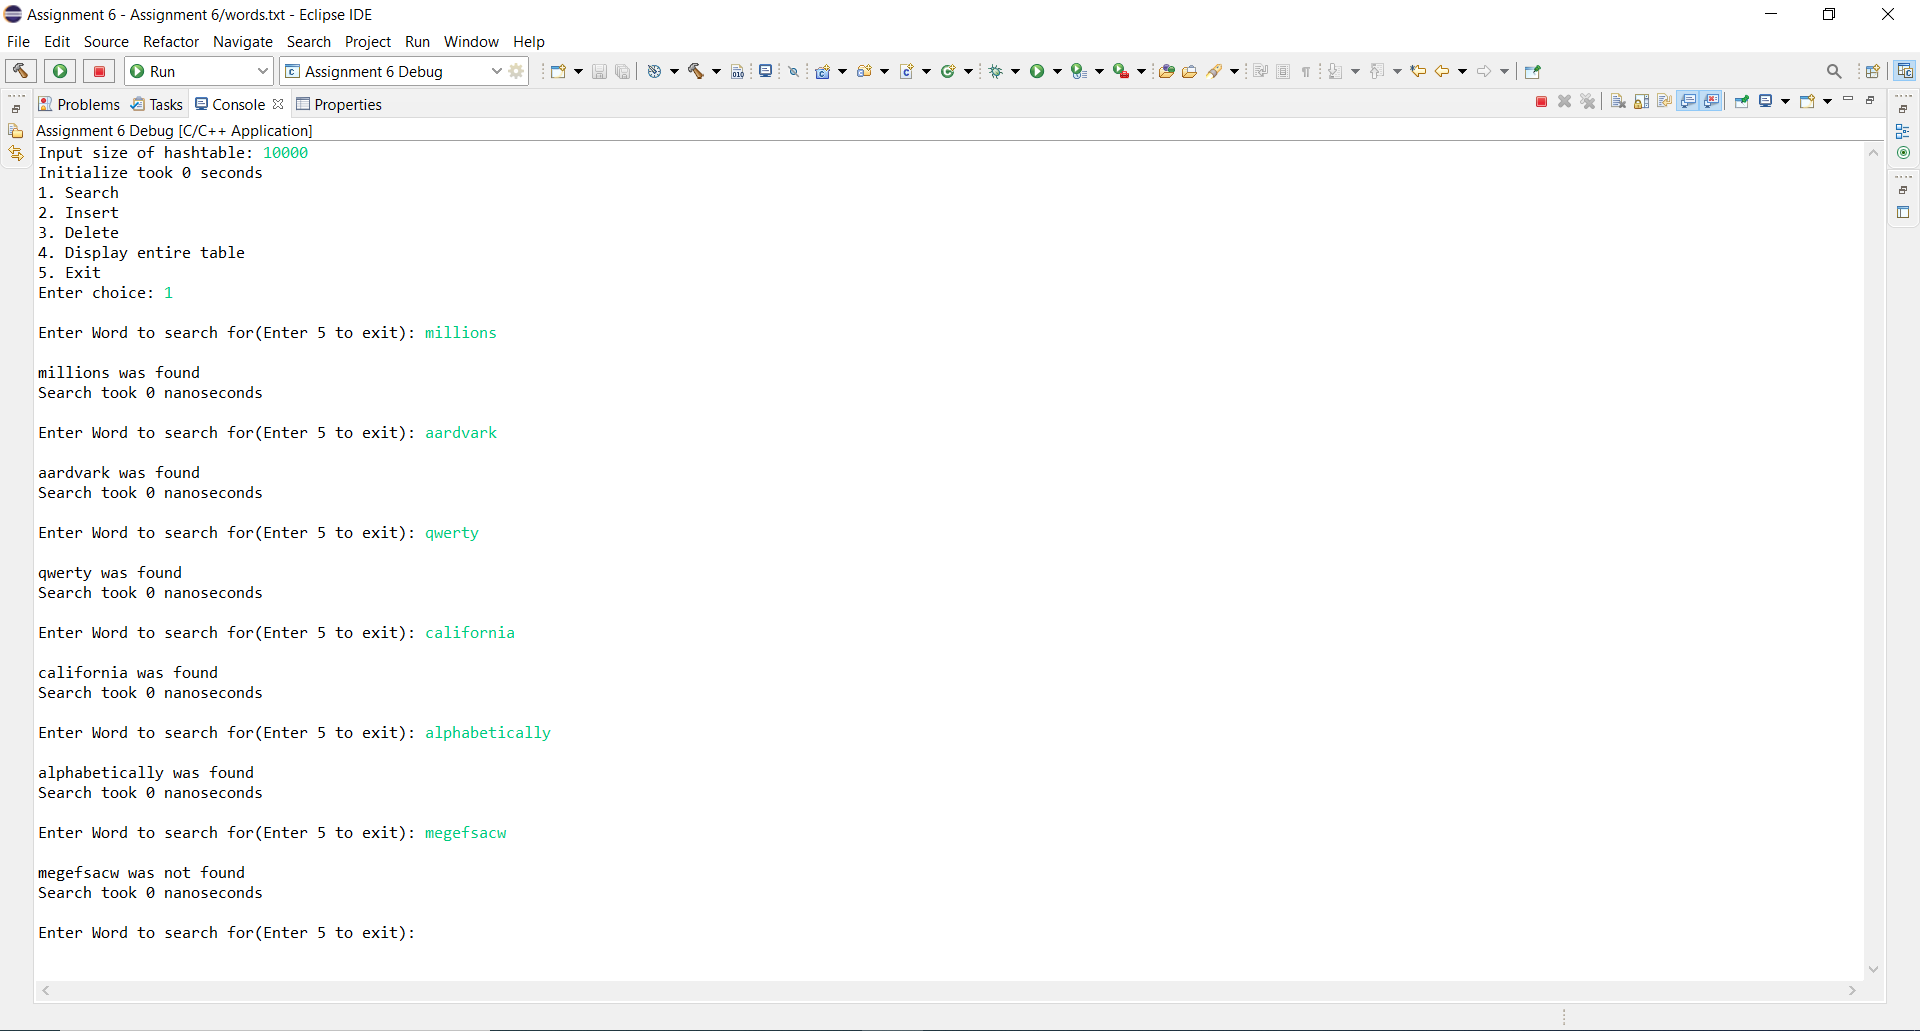 Assignment 6 - Assignment 6/words.txt - Eclipse IDE
File Edit Source Refactor Navigate Search Project Run Window Help
Run Assignment 6 Debug
Problems Tasks Console Properties
Assignment 6 Debug [C/C++ Application]
Input size of hashtable: 10000
Initialize took 0 seconds
1. Search
2. Insert
3. Delete
4. Display entire table
5. Exit
Enter choice: 1
Enter Word to search for(Enter 5 to exit): millions
millions was found
Search took 0 nanoseconds
Enter Word to search for(Enter 5 to exit): aardvark
aardvark was found
Search took 0 nanoseconds
Enter Word to search for(Enter 5 to exit): qwerty
qwerty was found
Search took 0 nanoseconds
Enter Word to search for(Enter 5 to exit): california
california was found
Search took 0 nanoseconds
Enter Word to search for(Enter 5 to exit): alphabetically
alphabetically was found
Search took 0 nanoseconds
Enter Word to search for(Enter 5 to exit): megefsacw
megefsacw was not found
Search took 0 nanoseconds
Enter Word to search for(Enter 5 to exit):